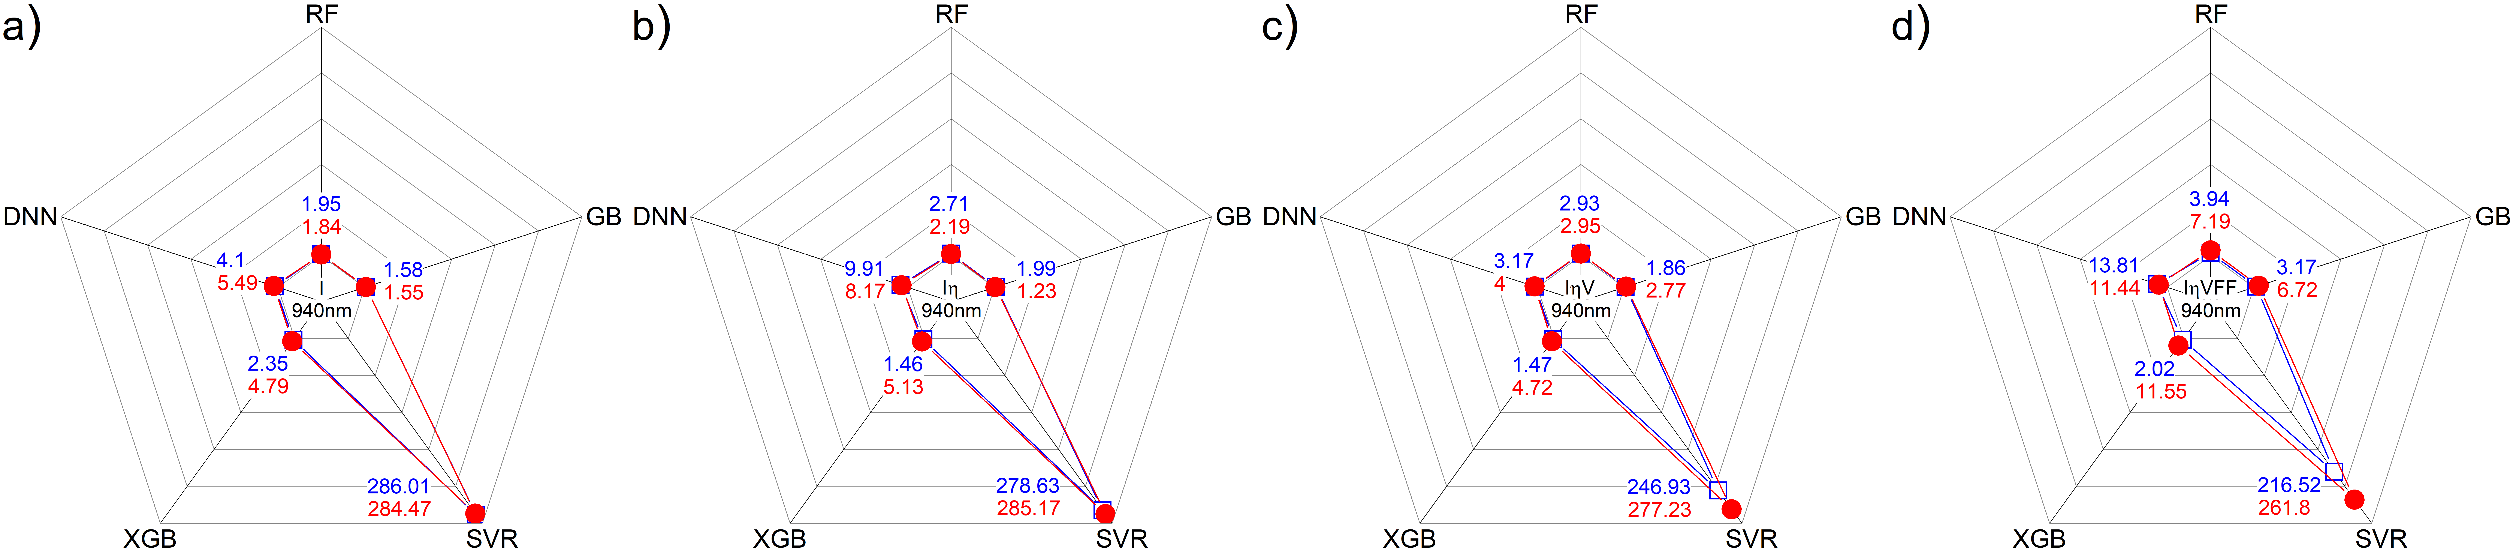 a)
RF
DNN
GB
1.95
1.84
4.1
5.49
1.58
1.55
I
940nm
2.35
4.79
286.01
284.47
XGB
SVR
b)
RF
DNN
GB
2.71
2.19
9.91
8.17
1.99
1.23
Iη
940nm
1.46
5.13
278.63
285.17
XGB
SVR
c)
RF
DNN
GB
2.93
2.95
3.17
4
1.86
2.77
IηV
940nm
1.47
4.72
246.93
277.23
XGB
SVR
d)
RF
DNN
GB
3.94
7.19
13.81
11.44
3.17
6.72
IηVFF
940nm
2.02
11.55
216.52
261.8
XGB
SVR